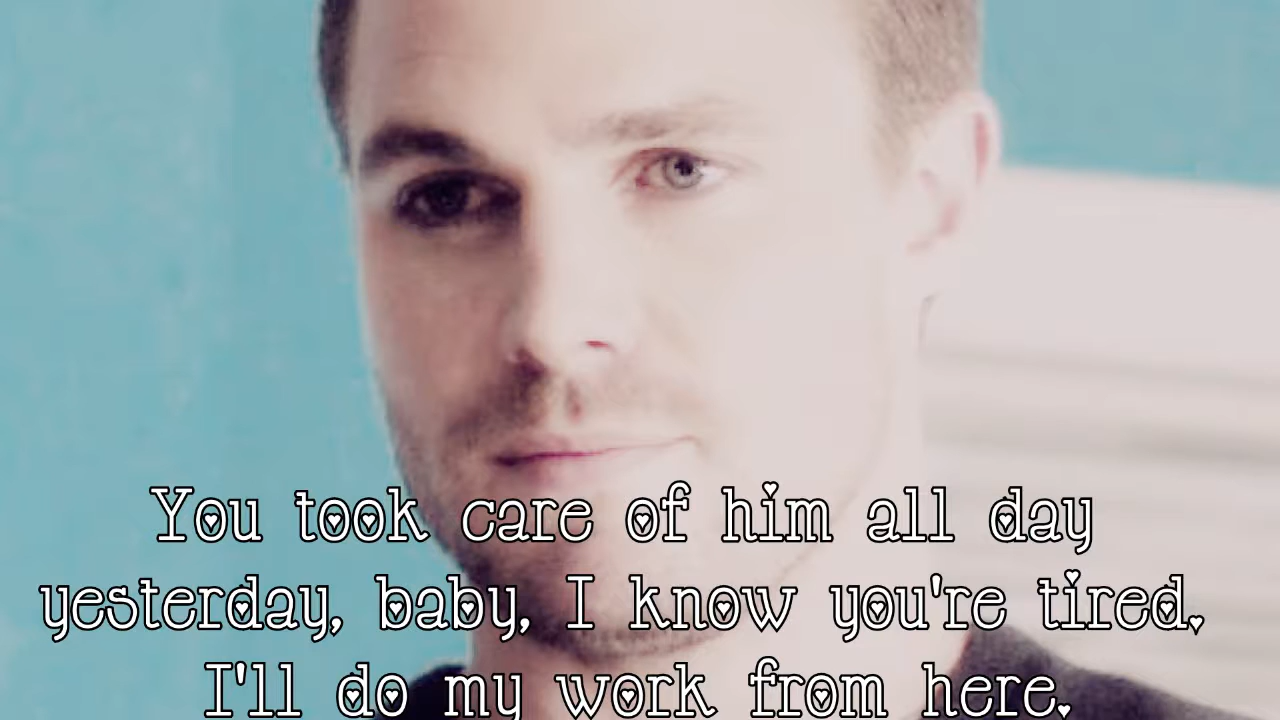 You took care of him all day
yesterday, baby, I know you're tired.
I'll do my work from here.